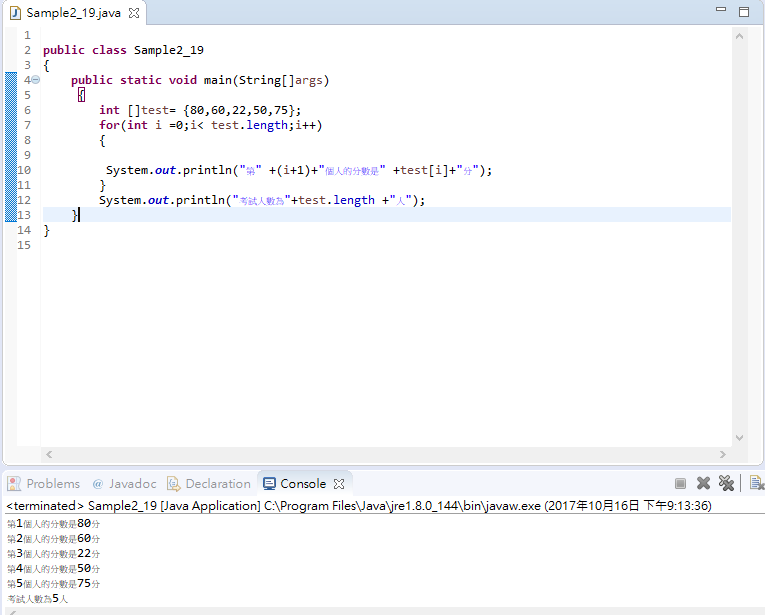 Sample2_19.java
1
2 public class Sample2_19
3 {
4 public static void main(String[]args)
5 {
6 int []test= {80,60,22,50,75};
7 for(int i =0;i< test.length;i++)
8 {
9
10 System.out.println("第" +(i+1)+"個人的分數是" +test[i]+"分");
11 }
12 System.out.println("考試人數為"+test.length +"人");
13 }
14 }
15
Problems @ Javadoc Declaration Console
<terminated> Sample2_19 [Java Application] C:\Program Files\Java\jre1.8.0_144\bin\javaw.exe (2017年10月16日 下午9:13:36)
第1個人的分數是80分
第2個人的分數是60分
第3個人的分數是22分
第4個人的分數是50分
第5個人的分數是75分
考試人數為5人